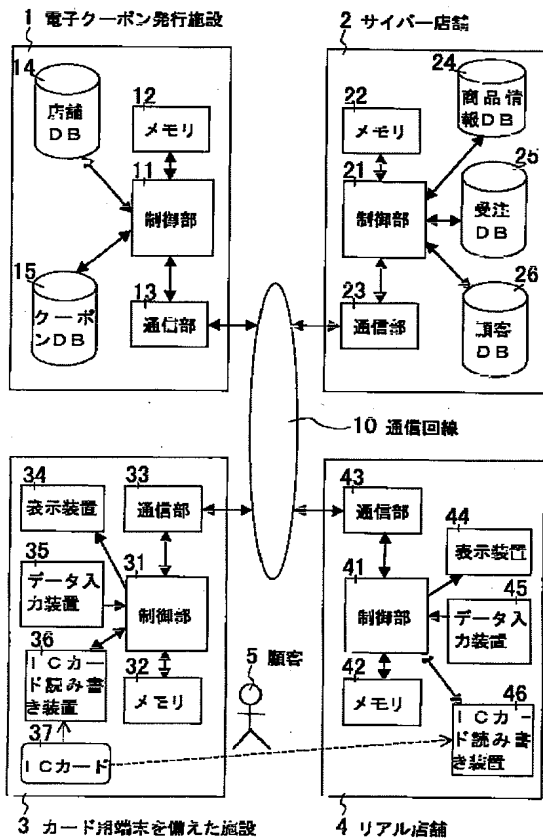 1 電子クーポン発行施設
14
店舗
DB
12
メモリ
11
制御部
15
クーポ
ンDB
13
通信部
2 サイバー店舗
24
商品情
報DB
22
メモリ
21
制御部
25
受注
DB
23
通信部
26
顧客
DB
10 通信回線
34
表示装置
33
通信部
35
データ入
力装置
31
制御部
36
ICカー
ド読み書
き装置
32
メモリ
37
ICカード
3 カード用端末を備えた施設
5 顧客
43
通信部
44
表示装置
41
制御部
45
データ入
力装置
42
メモリ
46
ICカー
ド読み書
き装置
4 リアル店舗